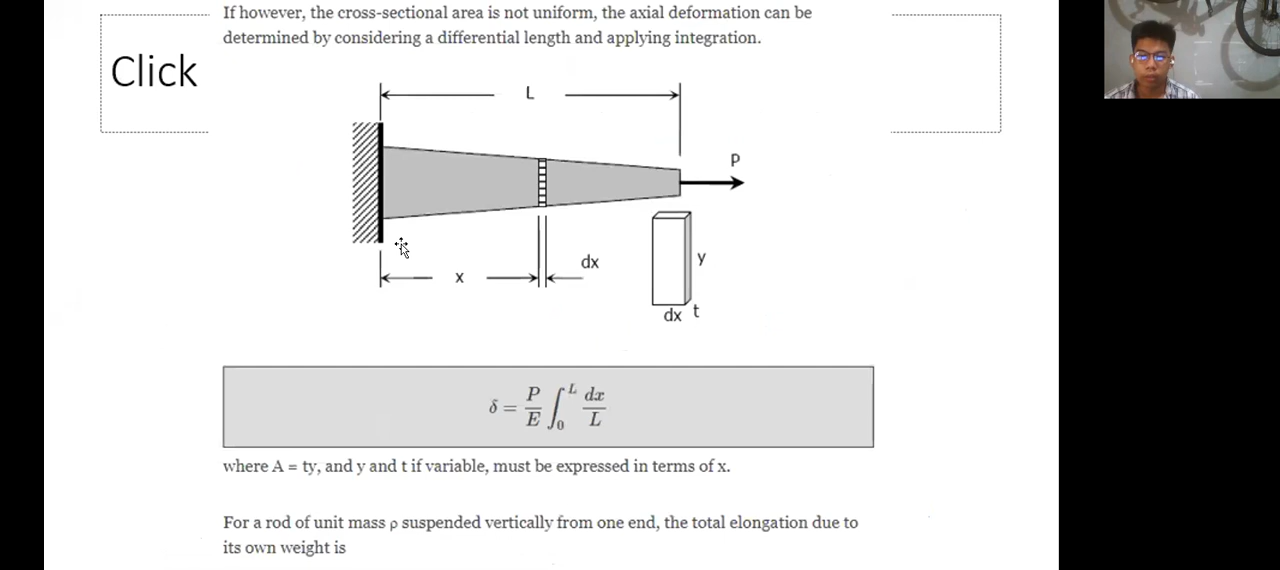 If however, the cross-sectional area is not uniform, the axial deformation can be
determined by considering a differential length and applying integration.
Click
L
P
x
dx
y
dx t
δ = P/E ∫₀ᴸ dx/L
where A = ty, and y and t if variable, must be expressed in terms of x.
For a rod of unit mass ρ suspended vertically from one end, the total elongation due to
its own weight is